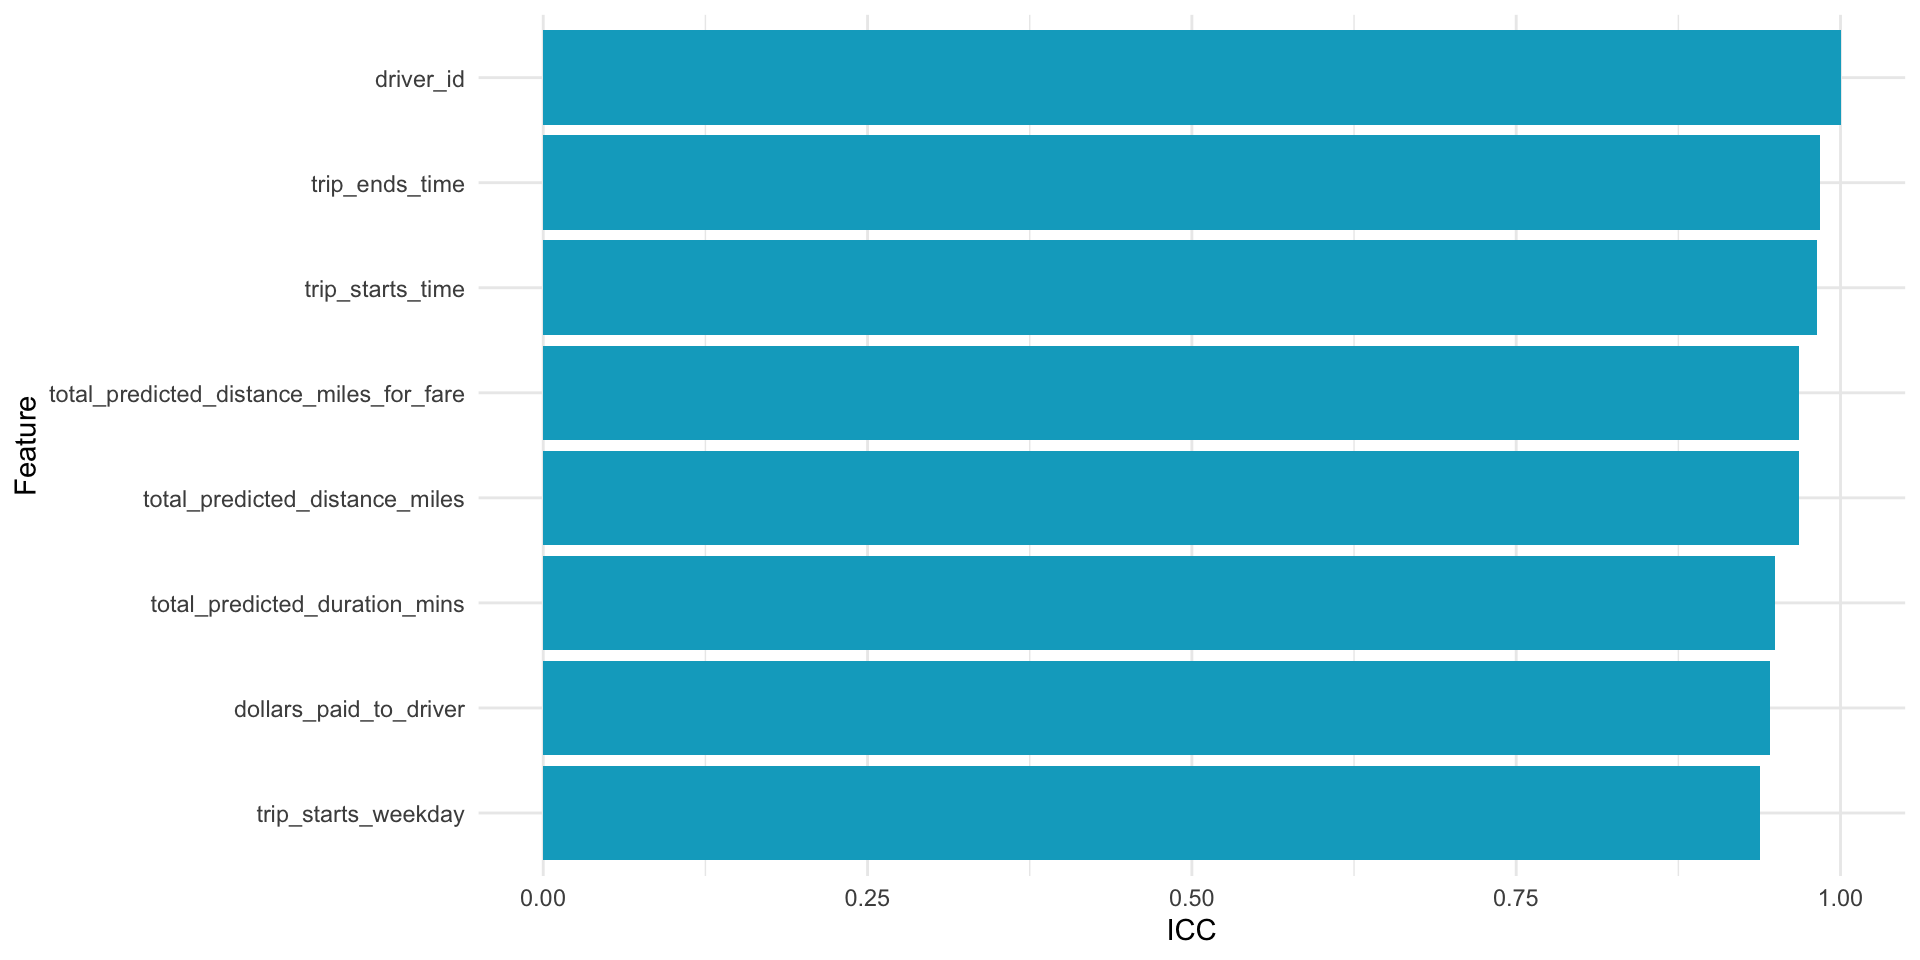 driver_id
trip_ends_time
trip_starts_time
total_predicted_distance_miles_for_fare
total_predicted_distance_miles
total_predicted_duration_mins
dollars_paid_to_driver
trip_starts_weekday
Feature
0.00 0.25 0.50 0.75 1.00
ICC